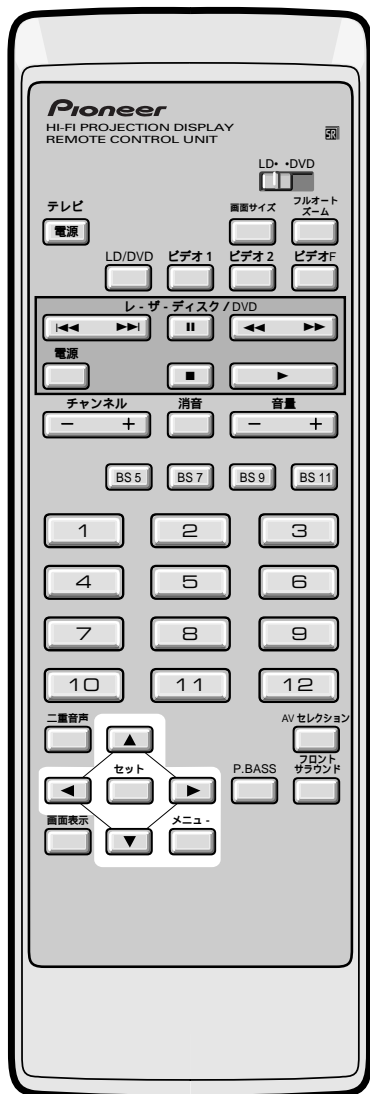 Pioneer
HI-FI PROJECTION DISPLAY
REMOTE CONTROL UNIT
SR
LD• •DVD
テレビ
電源
画面サイズ
フルオート
ズーム
LD/DVD ビデオ1 ビデオ2 ビデオF
レ-ザ-ディスク/DVD
電源
チャンネル 消音 音量
− + − +
BS 5 BS 7 BS 9 BS 11
1 2 3
4 5 6
7 8 9
10 11 12
二重音声
AV セレクション
セット
P.BASS
フロント
サラウンド
画面表示
メニュ-